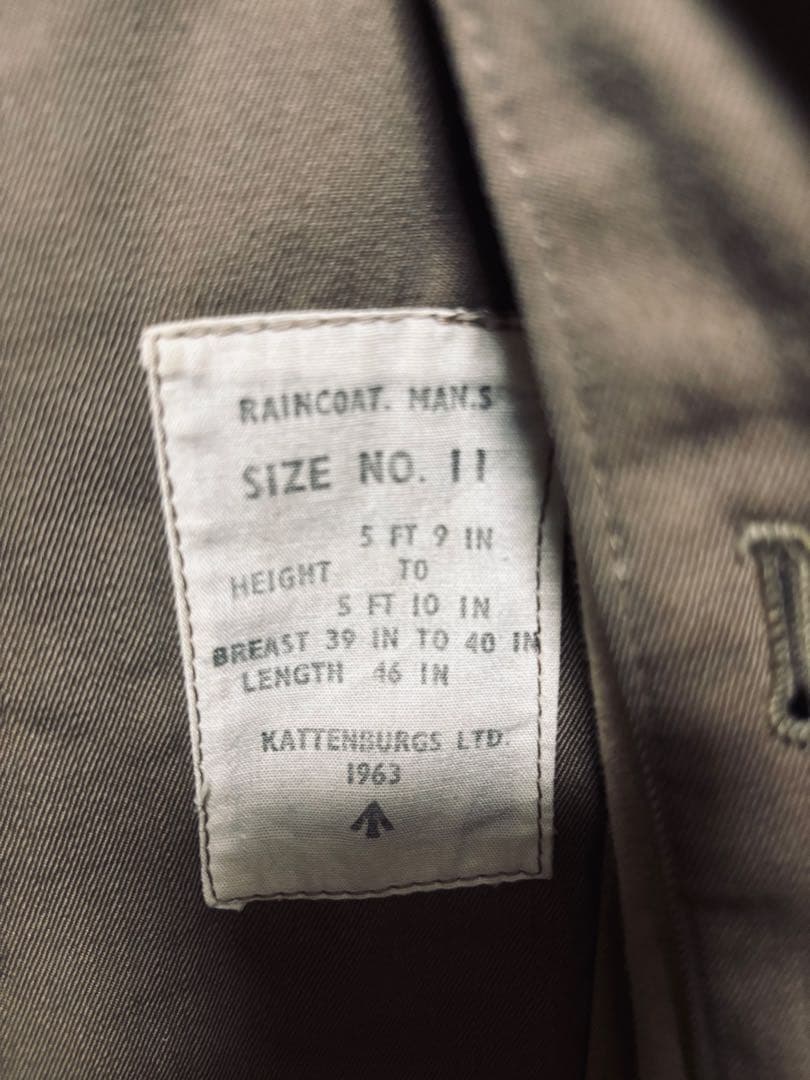 RAINCOAT. MAN.S
SIZE NO. 11
5 FT 9 IN
HEIGHT TO
5 FT 10 IN
BREAST 39 IN TO 40 IN
LENGTH 46 IN
KATTENBURGS LTD.
1963